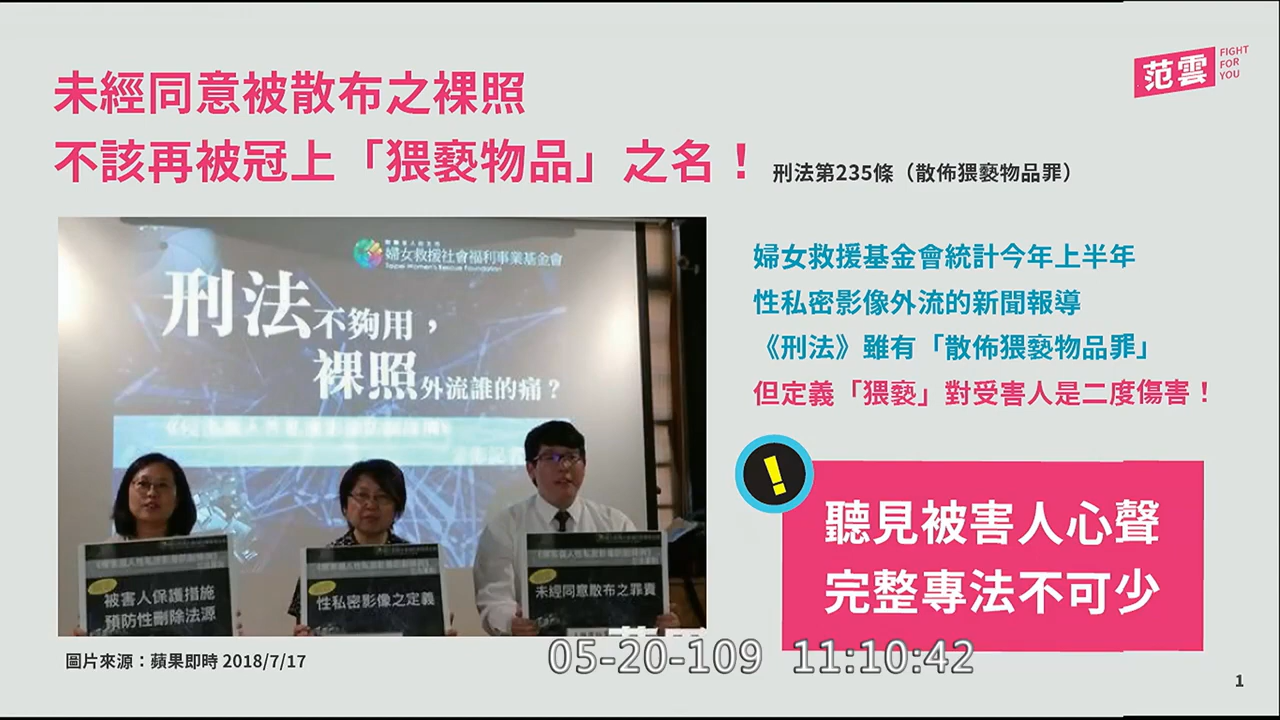 未經同意被散布之裸照
不該再被冠上「猥褻物品」之名！ 刑法第235條（散佈猥褻物品罪）
范雲
FIGHT
FOR
YOU
婦女救援社會福利事業基金會
Taipei Women's Rescue Foundation
刑法不夠用，
裸照外流誰的痛？
被害人保護措施
預防性刪除法源
性私密影像之定義
未經同意散布之罪責
圖片來源：蘋果即時 2018/7/17
婦女救援基金會統計今年上半年
性私密影像外流的新聞報導
《刑法》雖有「散佈猥褻物品罪」
但定義「猥褻」對受害人是二度傷害！
!
聽見被害人心聲
完整專法不可少
05-20-109 11:10:42
1